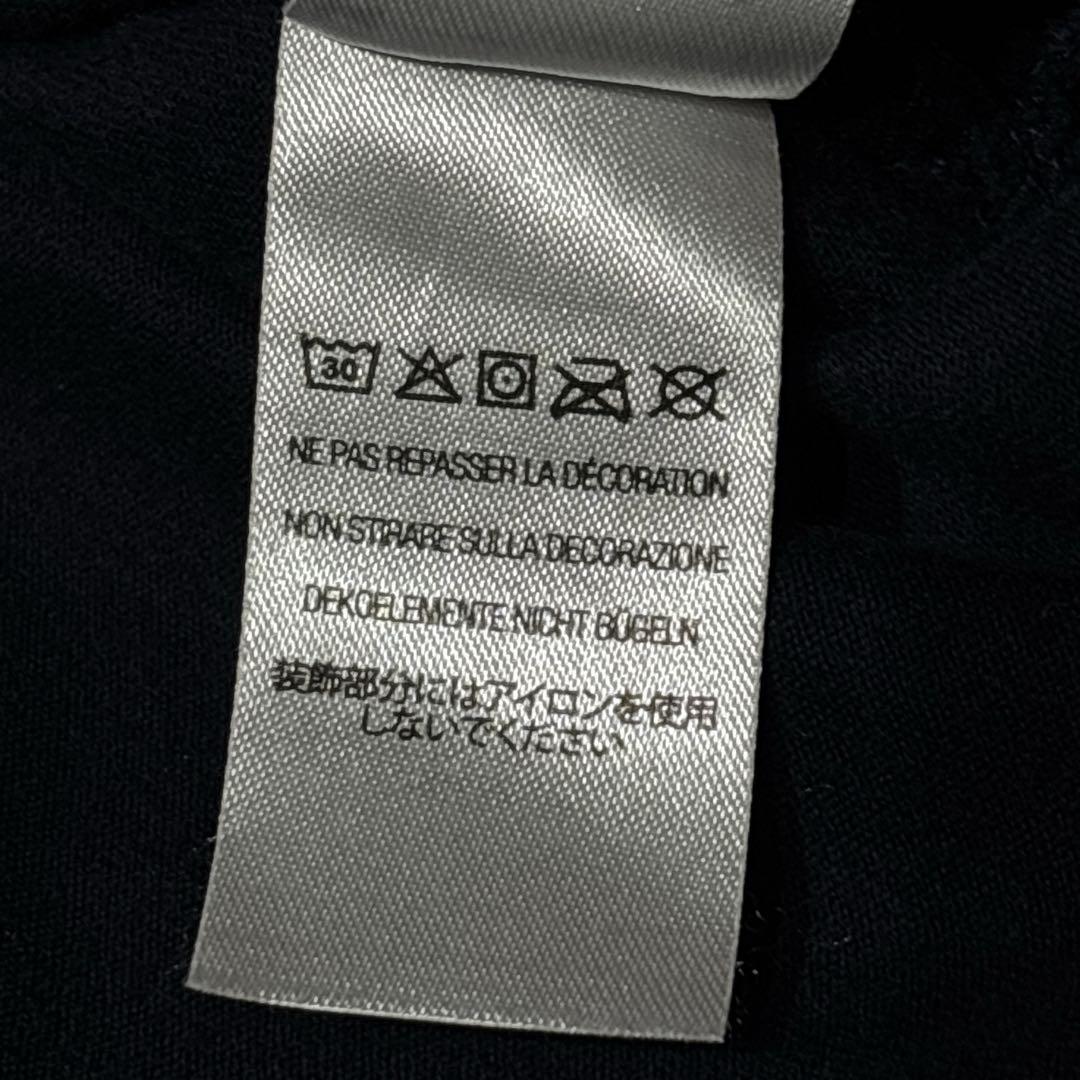 30
NE PAS REPASSER LA DÉCORATION
NON STIRARE SULLA DECORAZIONE
DEKOELEMENTE NICHT BÜGELN
装飾部分にはアイロンを使用
しないでください